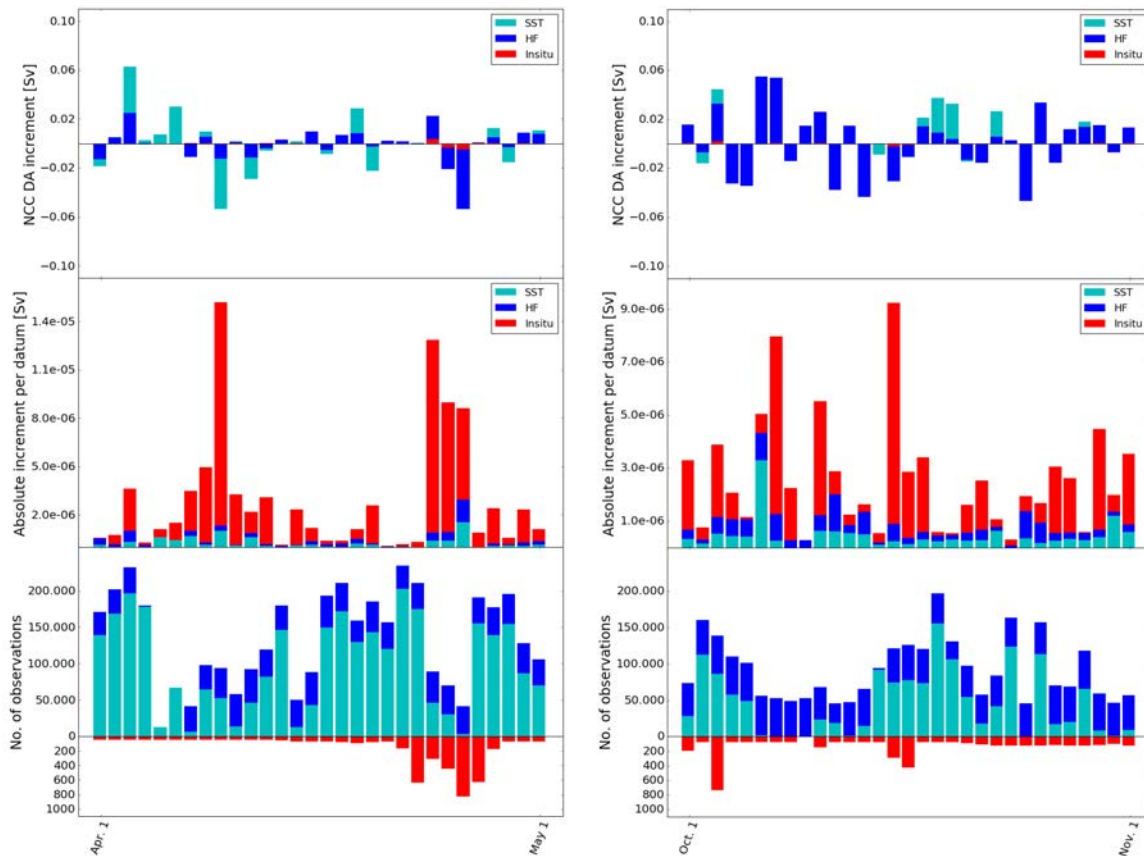 0.10
0.06
0.02
−0.02
−0.06
−0.10
NCC DA increment [Sv]
SST
HF
Insitu
0.10
0.06
0.02
−0.02
−0.06
−0.10
NCC DA increment [Sv]
SST
HF
Insitu
1.4e-05
1.1e-05
8.0e-06
5.0e-06
2.0e-06
Absolute increment per datum [Sv]
SST
HF
Insitu
9.0e-06
7.0e-06
5.0e-06
3.0e-06
1.0e-06
Absolute increment per datum [Sv]
SST
HF
Insitu
200.000
150.000
100.000
50.000
0
200
400
600
800
1000
No. of observations
Apr. 1
May 1
200.000
150.000
100.000
50.000
0
200
400
600
800
1000
No. of observations
Oct. 1
Nov. 1